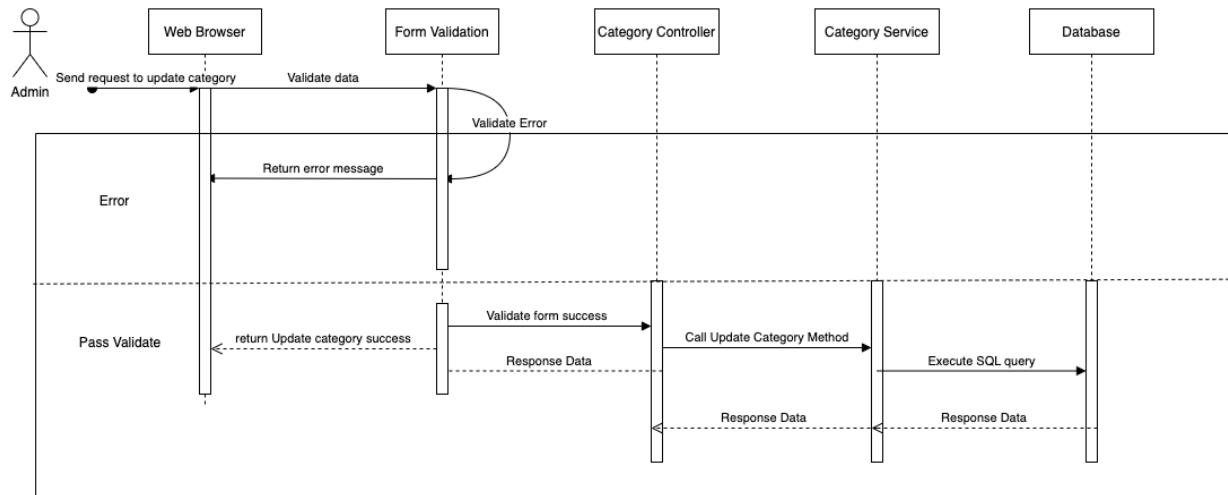 Web Browser
Form Validation
Category Controller
Category Service
Database
Admin
Send request to update category
Validate data
Validate Error
Return error message
Error
Pass Validate
Validate form success
return Update category success
Call Update Category Method
Response Data
Execute SQL query
Response Data
Response Data